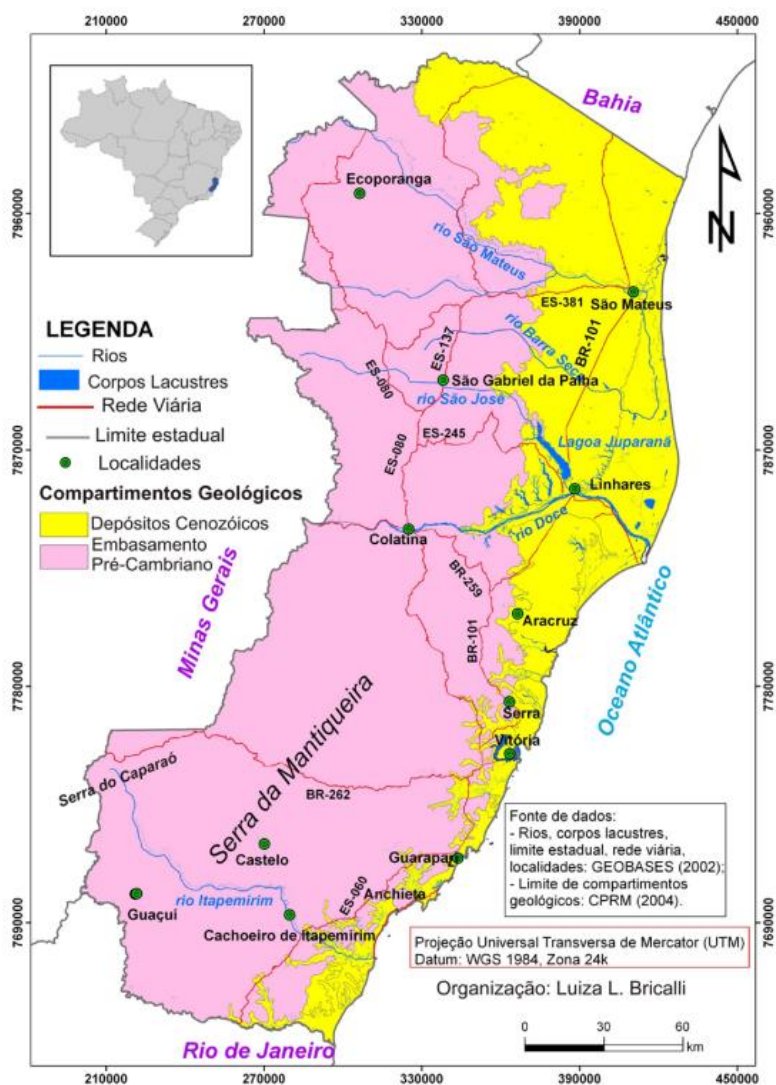 210000 270000 330000 390000 450000
Bahia
Ecoporanga
7960000
7960000
rio São Mateus
N
ES-381
São Mateus
LEGENDA
Rios
Corpos Lacustres
Rede Viária
Limite estadual
Localidades
Compartimentos Geológicos
Depósitos Cenozóicos
Embasamento
Pré-Cambriano
rio Barra Seca
BR-101
ES-137
ES-080
São Gabriel da Palha
rio São José
ES-245
ES-080
Lagoa Juparanã
7870000
7870000
Linhares
rio Doce
Colatina
Minas Gerais
BR-259
BR-101
Aracruz
Oceano Atlântico
7780000
7780000
Serra
Vitória
Serra da Mantiqueira
Serra do Caparaó
BR-262
Castelo
Guarapari
Anchieta
ES-060
rio Itapemirim
Guaçuí
Cachoeiro de Itapemirim
7690000
7690000
Fonte de dados:
- Rios, corpos lacustres,
limite estadual, rede viária,
localidades: GEOBASES (2002);
- Limite de compartimentos
geológicos: CPRM (2004).
Projeção Universal Transversa de Mercator (UTM)
Datum: WGS 1984, Zona 24k
Organização: Luiza L. Bricalli
0 30 60
km
Rio de Janeiro
210000 270000 330000 390000 450000